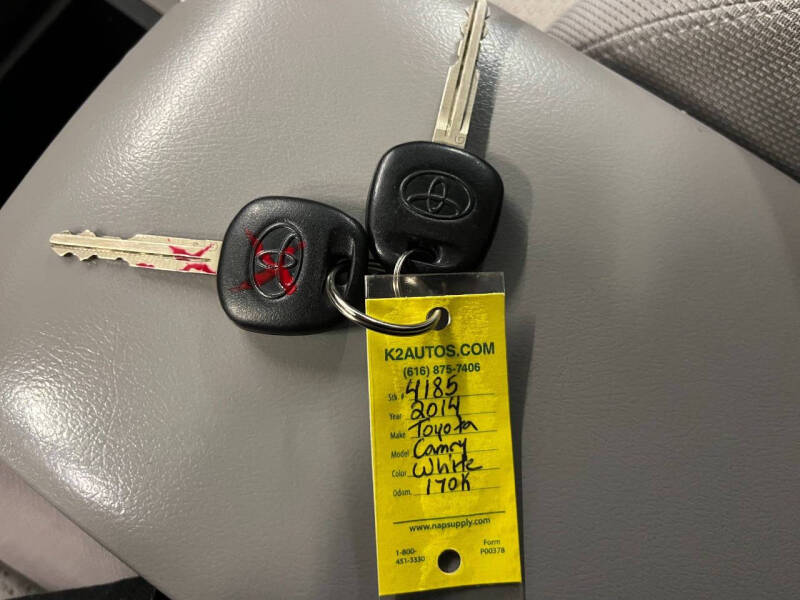 K2AUTOS.COM
(616) 875-7406
Stk. # 4185
Year 2014
Make Toyota
Model Camry
Color White
Odom. 170K
www.napsupply.com
1-800-
451-3330
Form
P00378
G